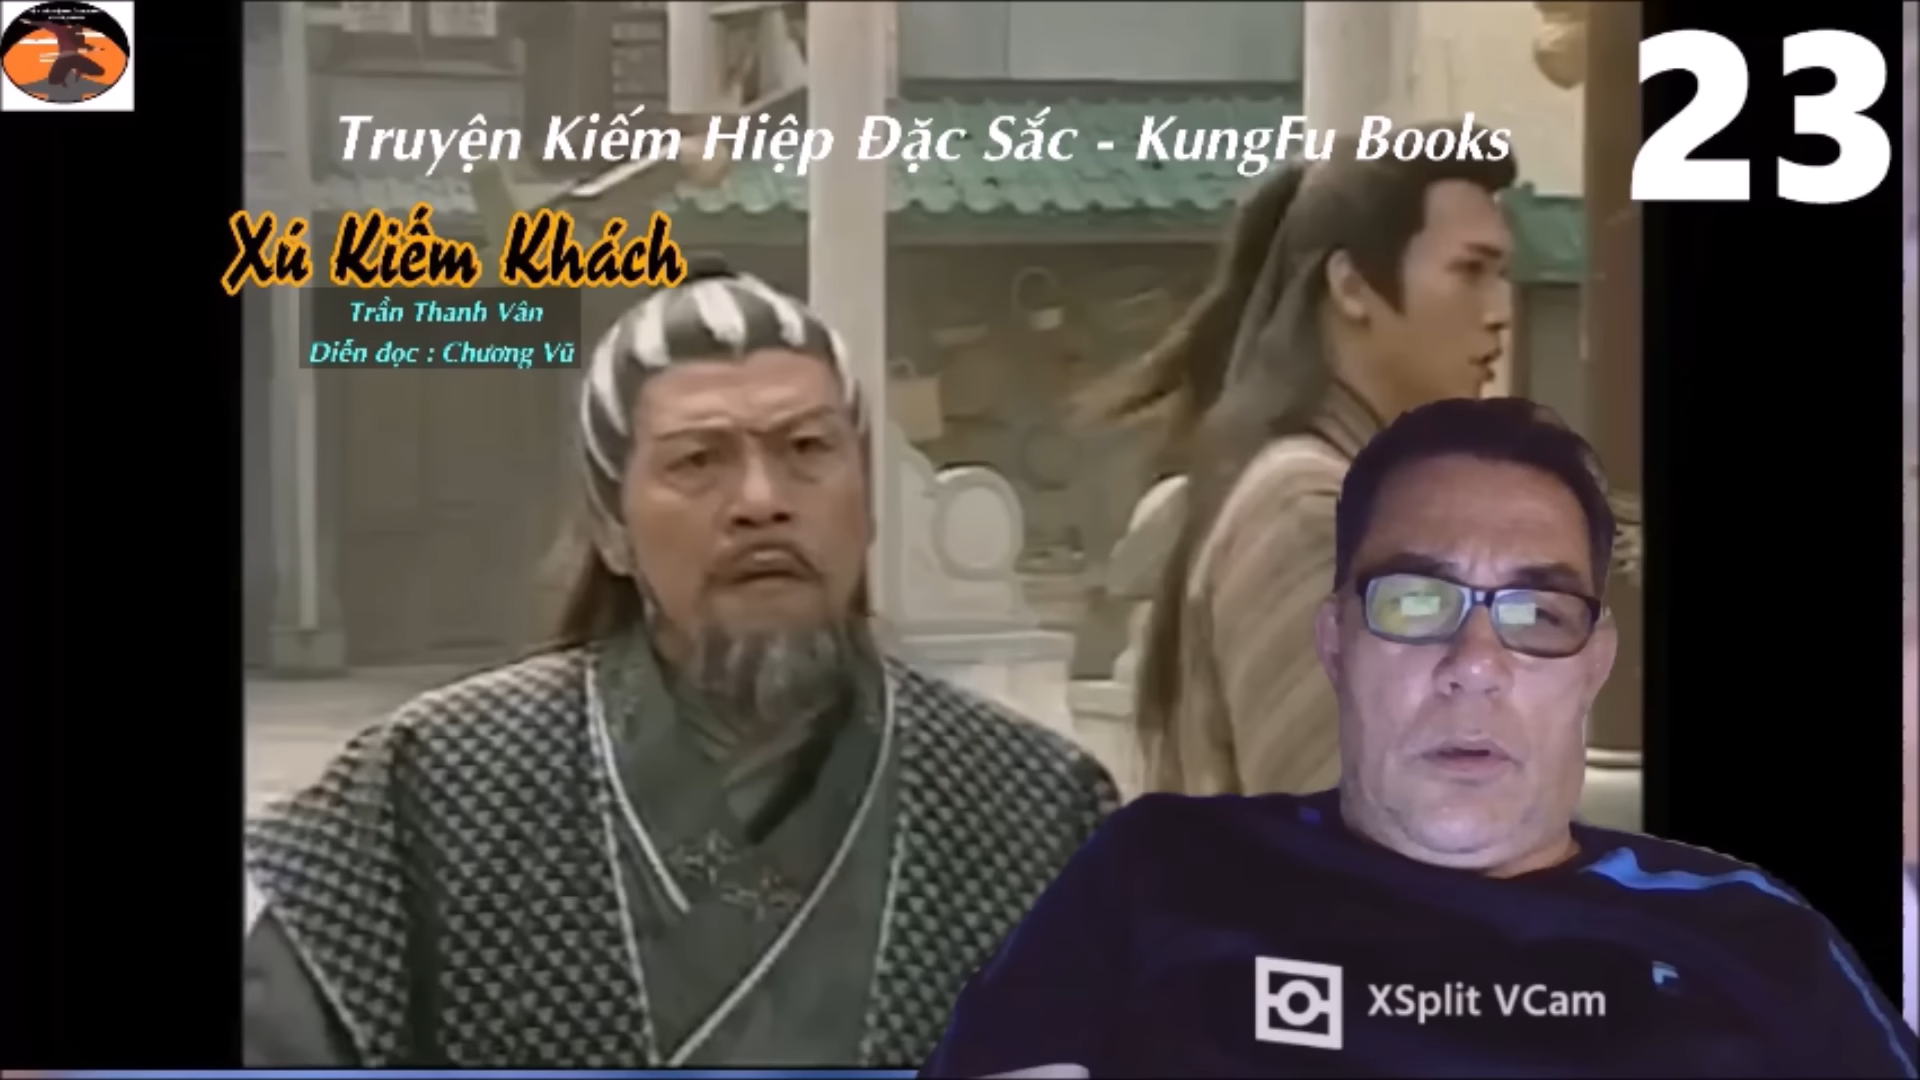 Truyện Kiếm Hiệp Đặc Sắc - KungFu Books
23
Xú Kiếm Khách
Trần Thanh Vân
Diễn đọc : Chương Vũ
XSplit VCam